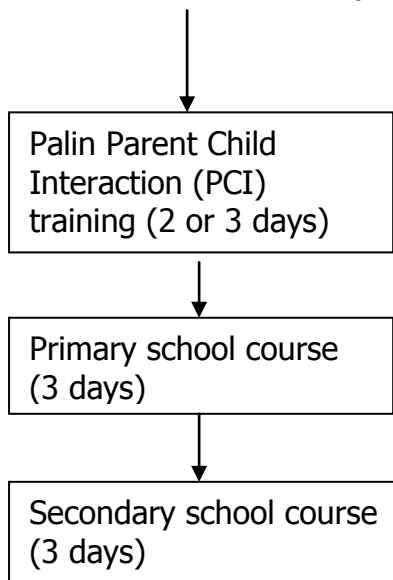 Palin Parent Child
Interaction (PCI)
training (2 or 3 days)
Primary school course
(3 days)
Secondary school course
(3 days)